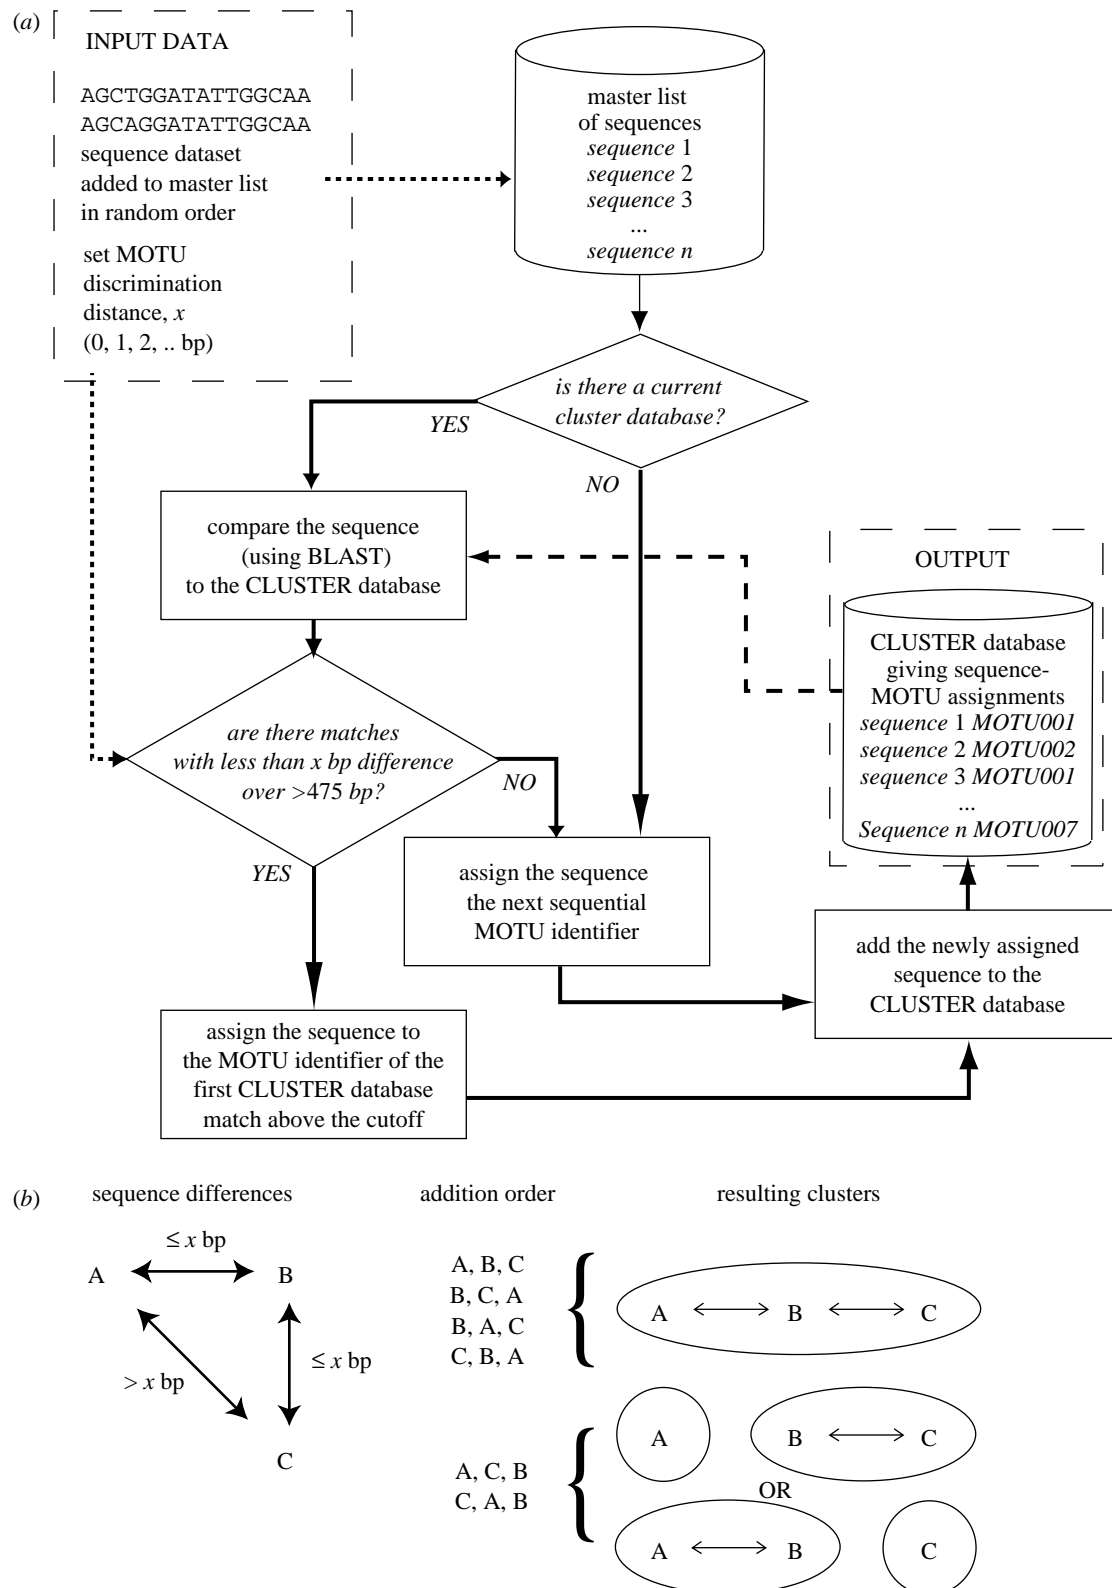 (a)
INPUT DATA
AGCTGGATATTGGCAA
AGCAGGATATTGGCAA
sequence dataset
added to master list
in random order
set MOTU
discrimination
distance, x
(0, 1, 2, .. bp)
master list
of sequences
sequence 1
sequence 2
sequence 3
...
sequence n
is there a current
cluster database?
YES
NO
compare the sequence
(using BLAST)
to the CLUSTER database
OUTPUT
CLUSTER database
giving sequence-
MOTU assignments
sequence 1 MOTU001
sequence 2 MOTU002
sequence 3 MOTU001
...
Sequence n MOTU007
are there matches
with less than x bp difference
over >475 bp?
NO
YES
assign the sequence
the next sequential
MOTU identifier
add the newly assigned
sequence to the
CLUSTER database
assign the sequence to
the MOTU identifier of the
first CLUSTER database
match above the cutoff
(b)
sequence differences
addition order
resulting clusters
≤ x bp
A
B
> x bp
≤ x bp
C
A, B, C
B, C, A
B, A, C
C, B, A
A B C
A, C, B
C, A, B
A B C
OR
A B C